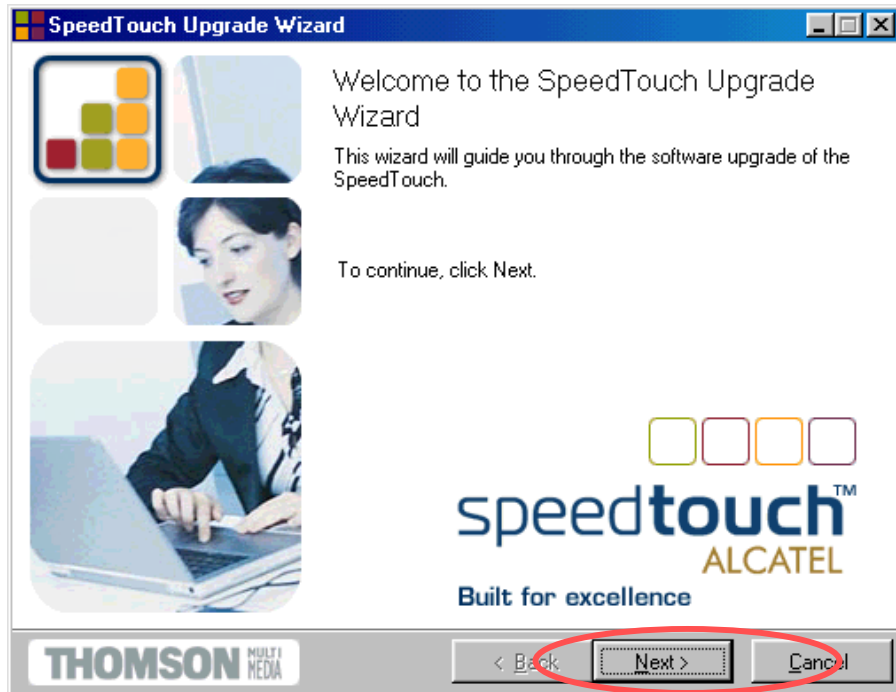 SpeedTouch Upgrade Wizard
Welcome to the SpeedTouch Upgrade
Wizard
This wizard will guide you through the software upgrade of the
SpeedTouch.
To continue, click Next.
speedtouch™
ALCATEL
Built for excellence
THOMSON MULTI MEDIA
< Back Next > Cancel